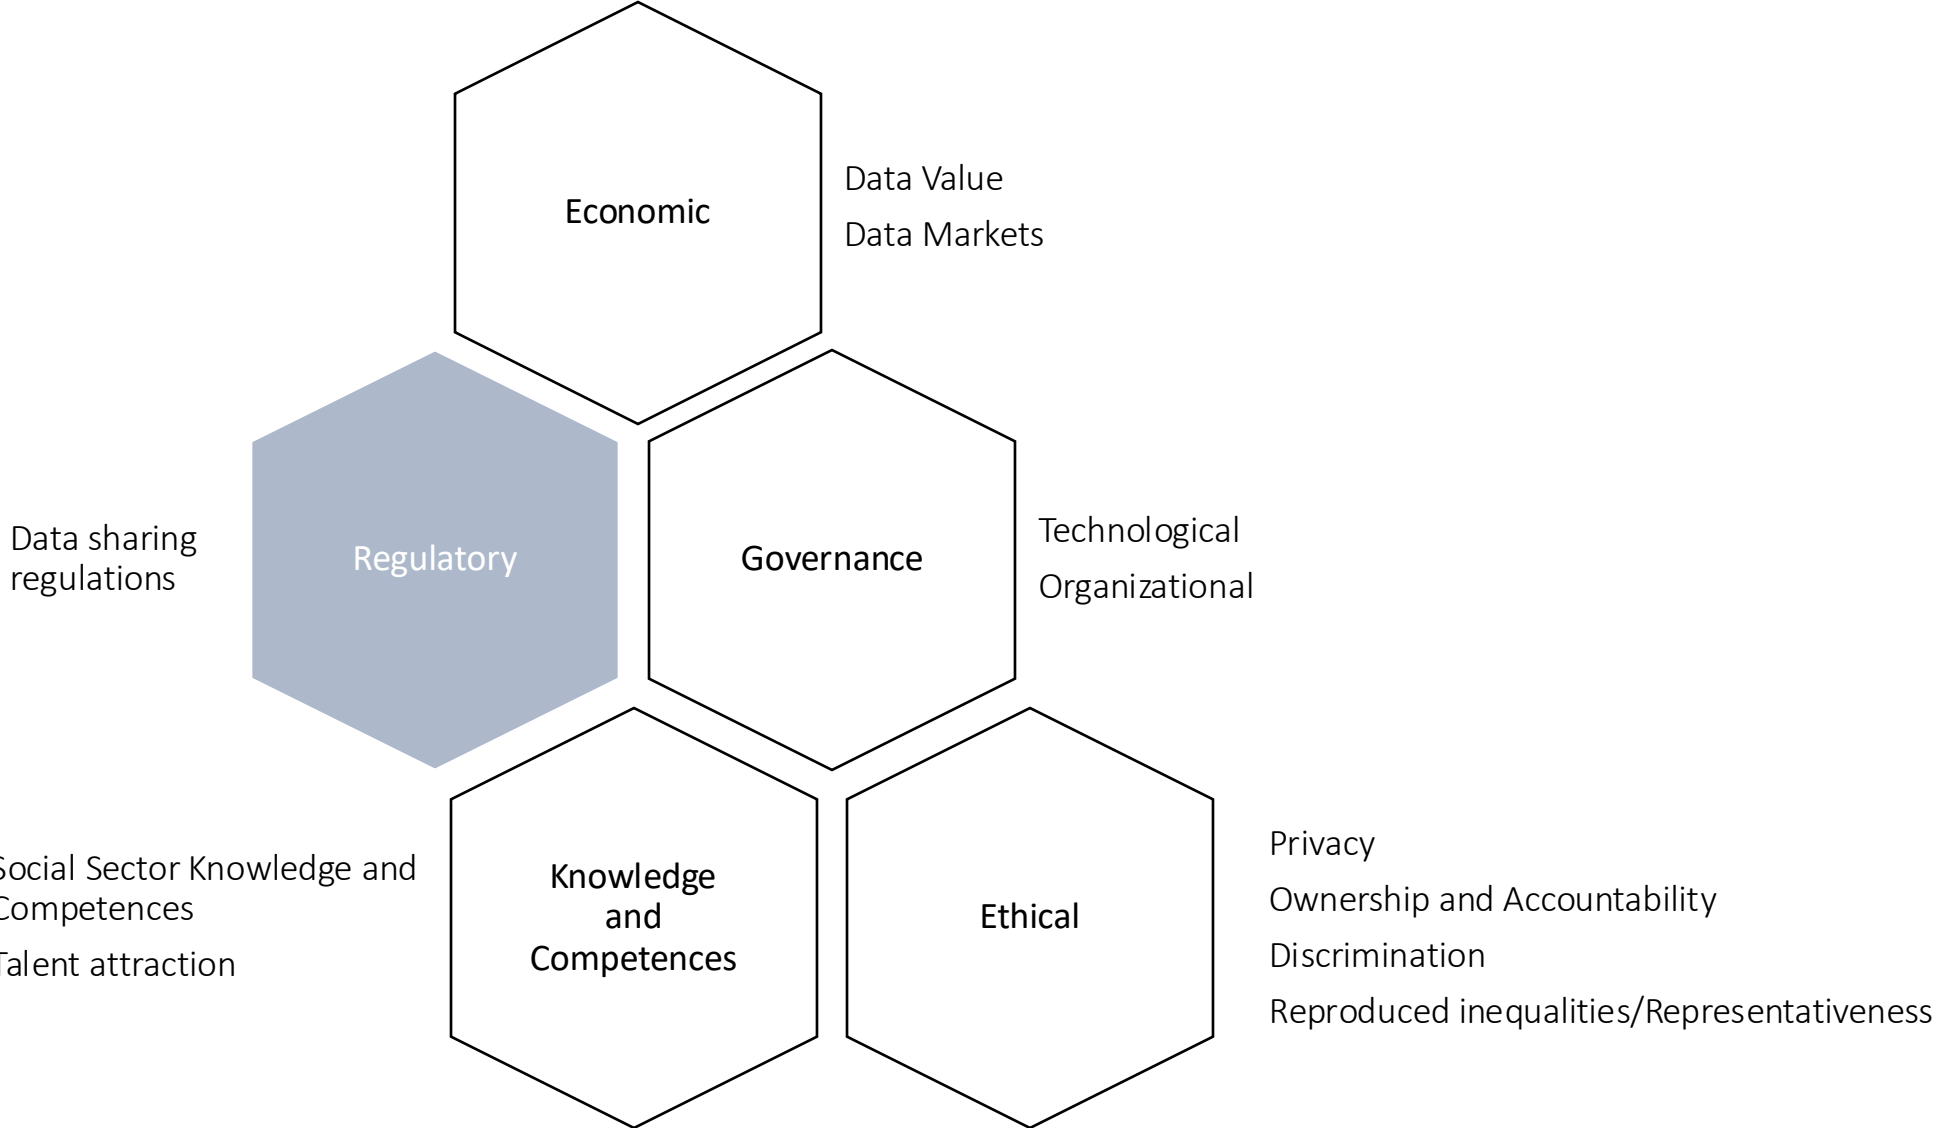 Economic
Data Value
Data Markets
Data sharing
regulations
Regulatory
Governance
Technological
Organizational
Social Sector Knowledge and
Competences
Talent attraction
Knowledge
and
Competences
Ethical
Privacy
Ownership and Accountability
Discrimination
Reproduced inequalities/Representativeness